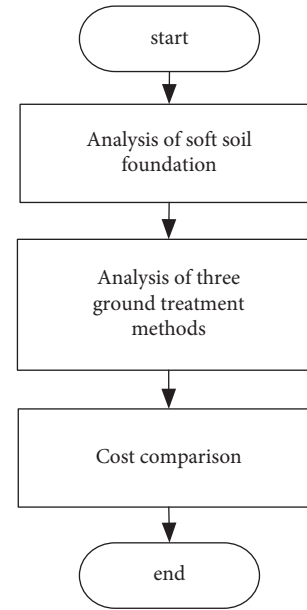 start
Analysis of soft soil
foundation
Analysis of three
ground treatment
methods
Cost comparison
end